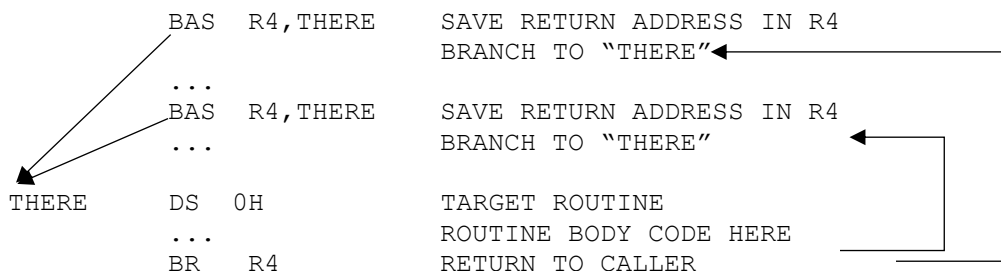 BAS R4,THERE SAVE RETURN ADDRESS IN R4
BRANCH TO “THERE”
...
BAS R4,THERE SAVE RETURN ADDRESS IN R4
... BRANCH TO “THERE”
THERE DS 0H TARGET ROUTINE
... ROUTINE BODY CODE HERE
BR R4 RETURN TO CALLER